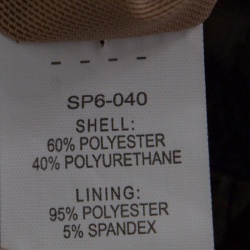 - - - -
SP6-040
SHELL:
60% POLYESTER
40% POLYURETHANE
LINING:
95% POLYESTER
5% SPANDEX